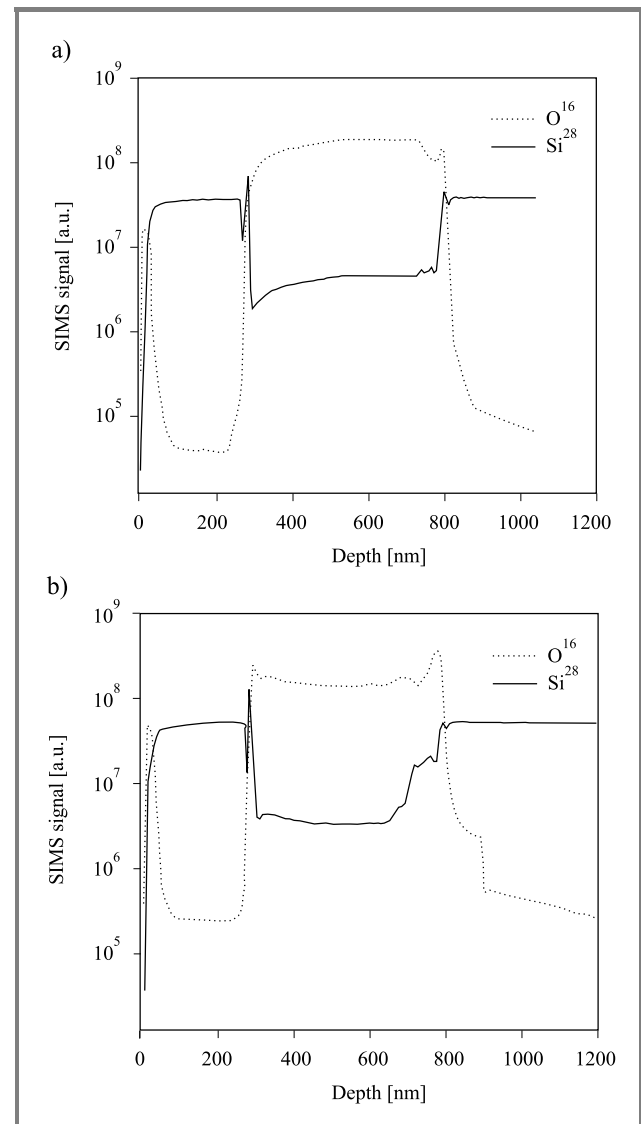 a)
10⁹
10⁸
10⁷
10⁶
10⁵
SIMS signal [a.u.]
O¹⁶
Si²⁸
0 200 400 600 800 1000 1200
Depth [nm]
b)
10⁹
10⁸
10⁷
10⁶
10⁵
SIMS signal [a.u.]
O¹⁶
Si²⁸
0 200 400 600 800 1000 1200
Depth [nm]